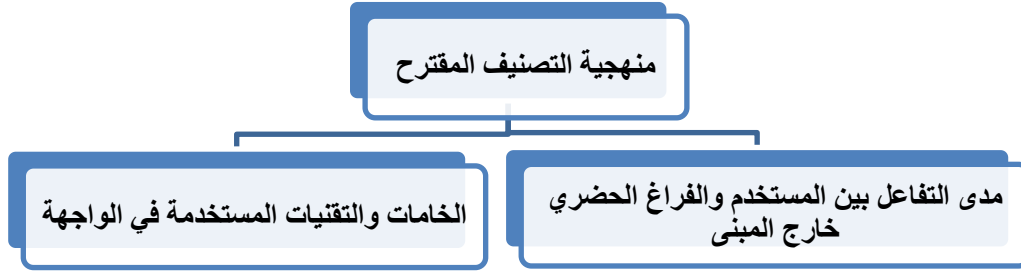 منهجية التصنيف المقترح
مدى التفاعل بين المستخدم والفراغ الحضري
خارج المبنى
الخامات والتقنيات المستخدمة في الواجهة